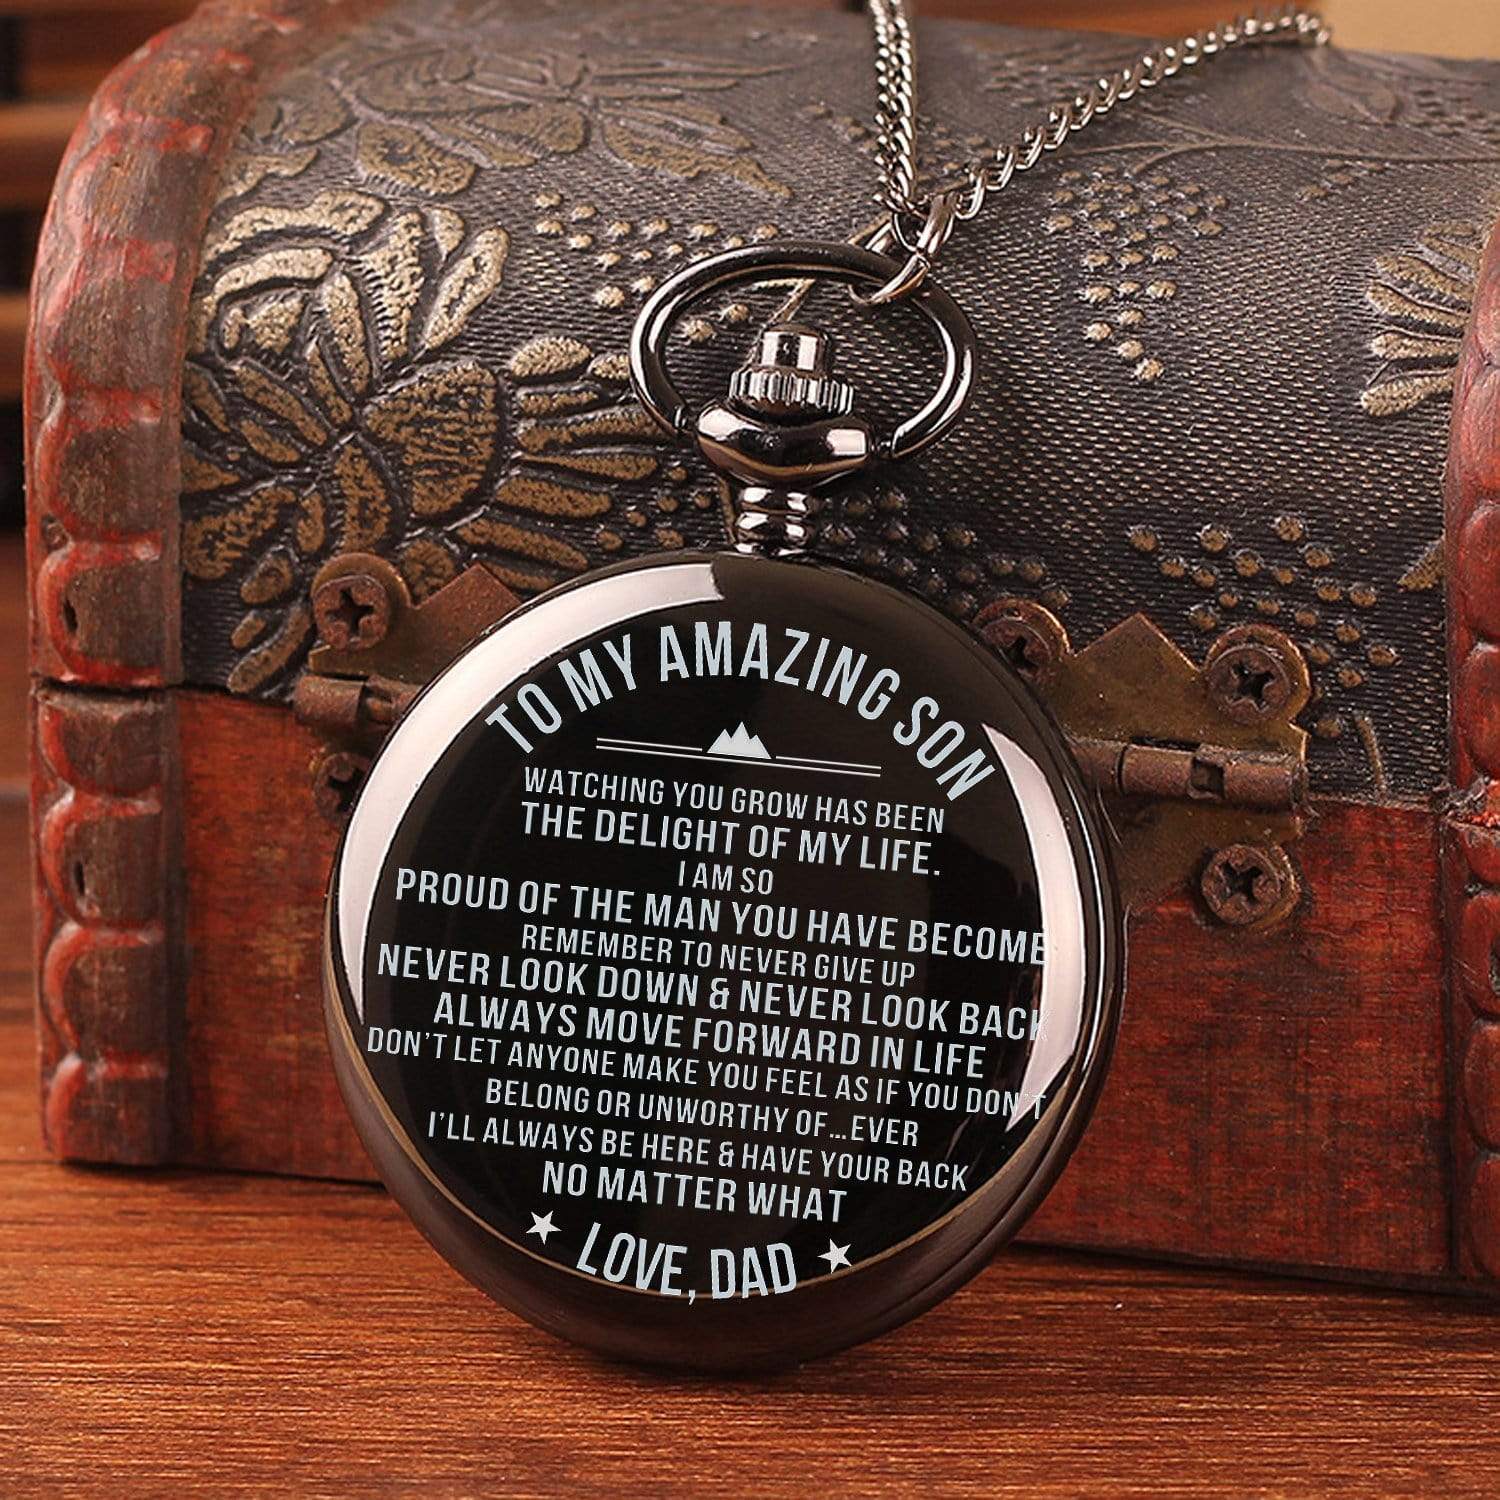 TO MY AMAZING SON
WATCHING YOU GROW HAS BEEN
THE DELIGHT OF MY LIFE.
I AM SO
PROUD OF THE MAN YOU HAVE BECOME
REMEMBER TO NEVER GIVE UP
NEVER LOOK DOWN & NEVER LOOK BACK
ALWAYS MOVE FORWARD IN LIFE
DON'T LET ANYONE MAKE YOU FEEL AS IF YOU DON'T
BELONG OR UNWORTHY OF...EVER
I'LL ALWAYS BE HERE & HAVE YOUR BACK
NO MATTER WHAT
LOVE, DAD